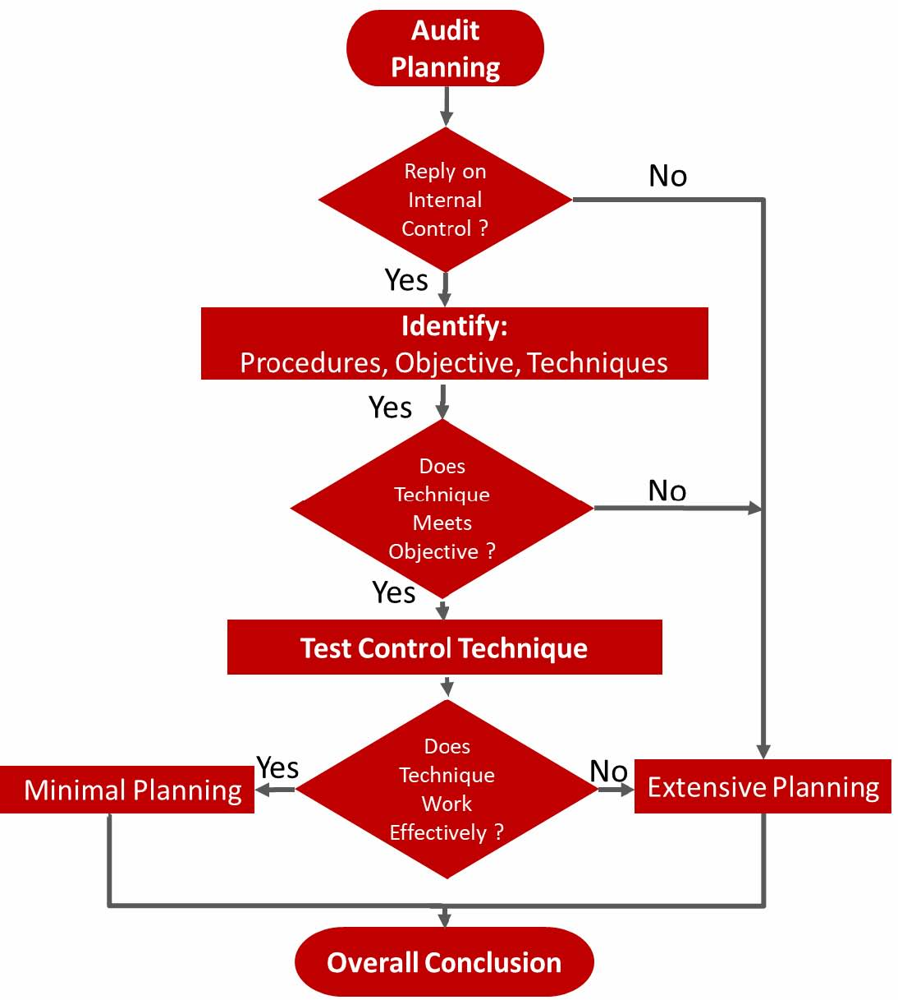 Audit
Planning
Reply on
Internal
Control ?
No
Yes
Identify:
Procedures, Objective, Techniques
Yes
Does
Technique
Meets
Objective ?
No
Yes
Test Control Technique
Does
Technique
Work
Effectively ?
Yes
No
Minimal Planning
Extensive Planning
Overall Conclusion